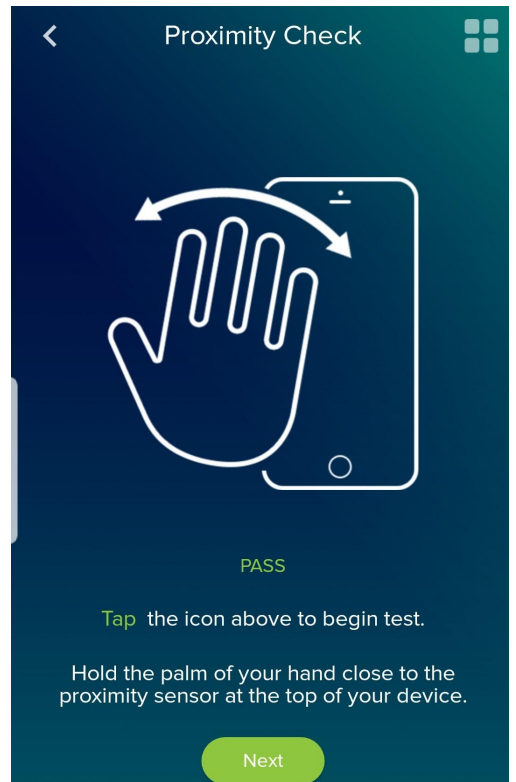 Proximity Check
PASS
Tap the icon above to begin test.
Hold the palm of your hand close to the
proximity sensor at the top of your device.
Next